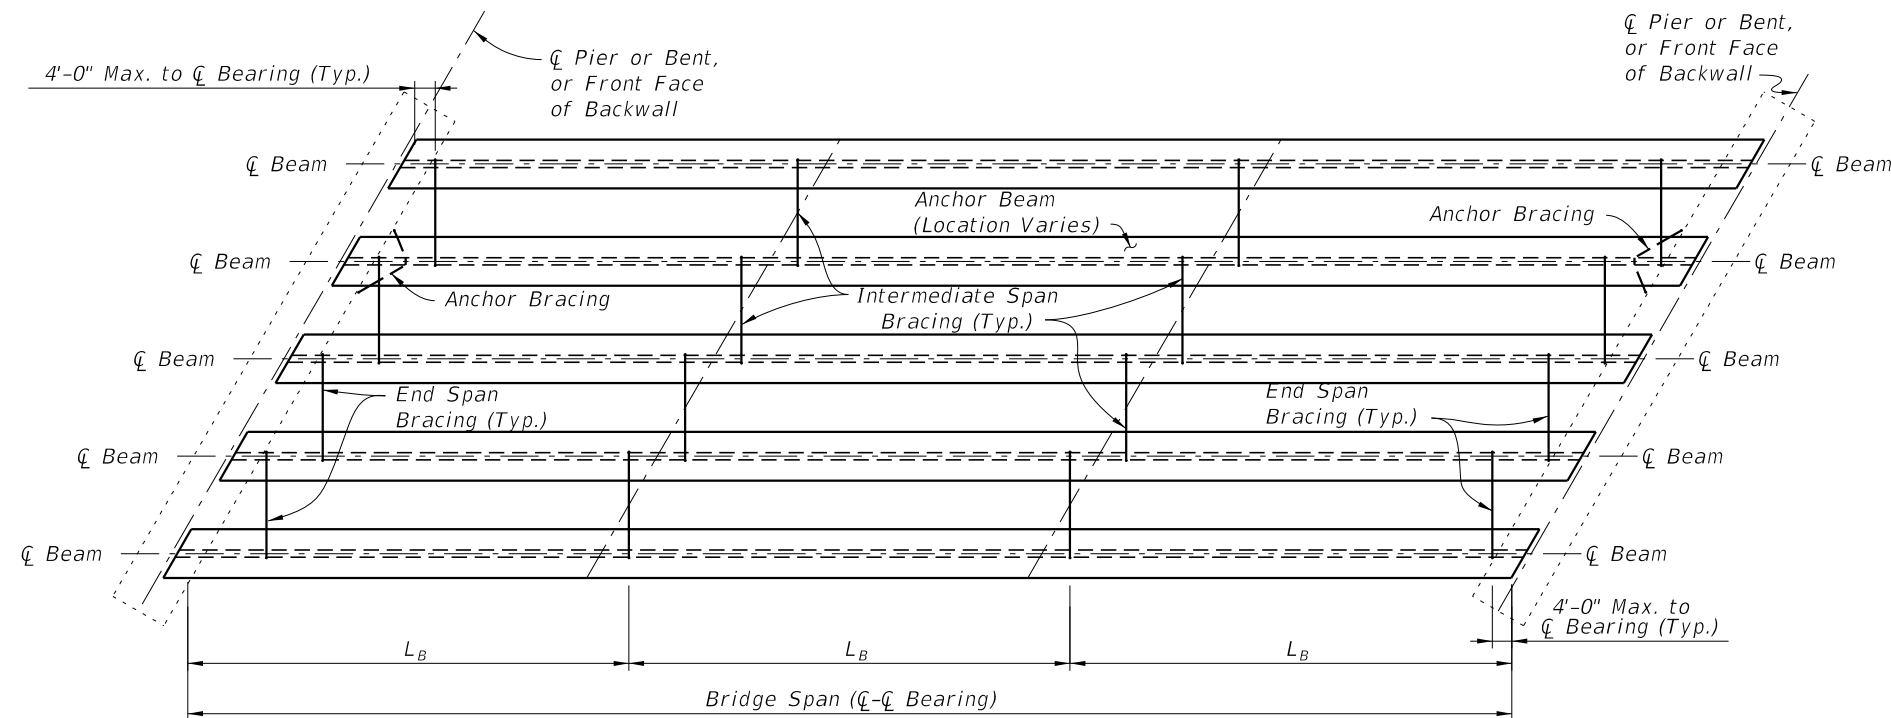 ℄ Pier or Bent,
or Front Face
of Backwall
℄ Pier or Bent,
or Front Face
of Backwall
4'-0" Max. to ℄ Bearing (Typ.)
℄ Beam
℄ Beam
Anchor Beam
(Location Varies)
Anchor Bracing
℄ Beam
℄ Beam
Anchor Bracing
Intermediate Span
Bracing (Typ.)
℄ Beam
℄ Beam
End Span
Bracing (Typ.)
End Span
Bracing (Typ.)
℄ Beam
℄ Beam
℄ Beam
℄ Beam
4'-0" Max. to
℄ Bearing (Typ.)
L_B
L_B
L_B
Bridge Span (℄-℄ Bearing)